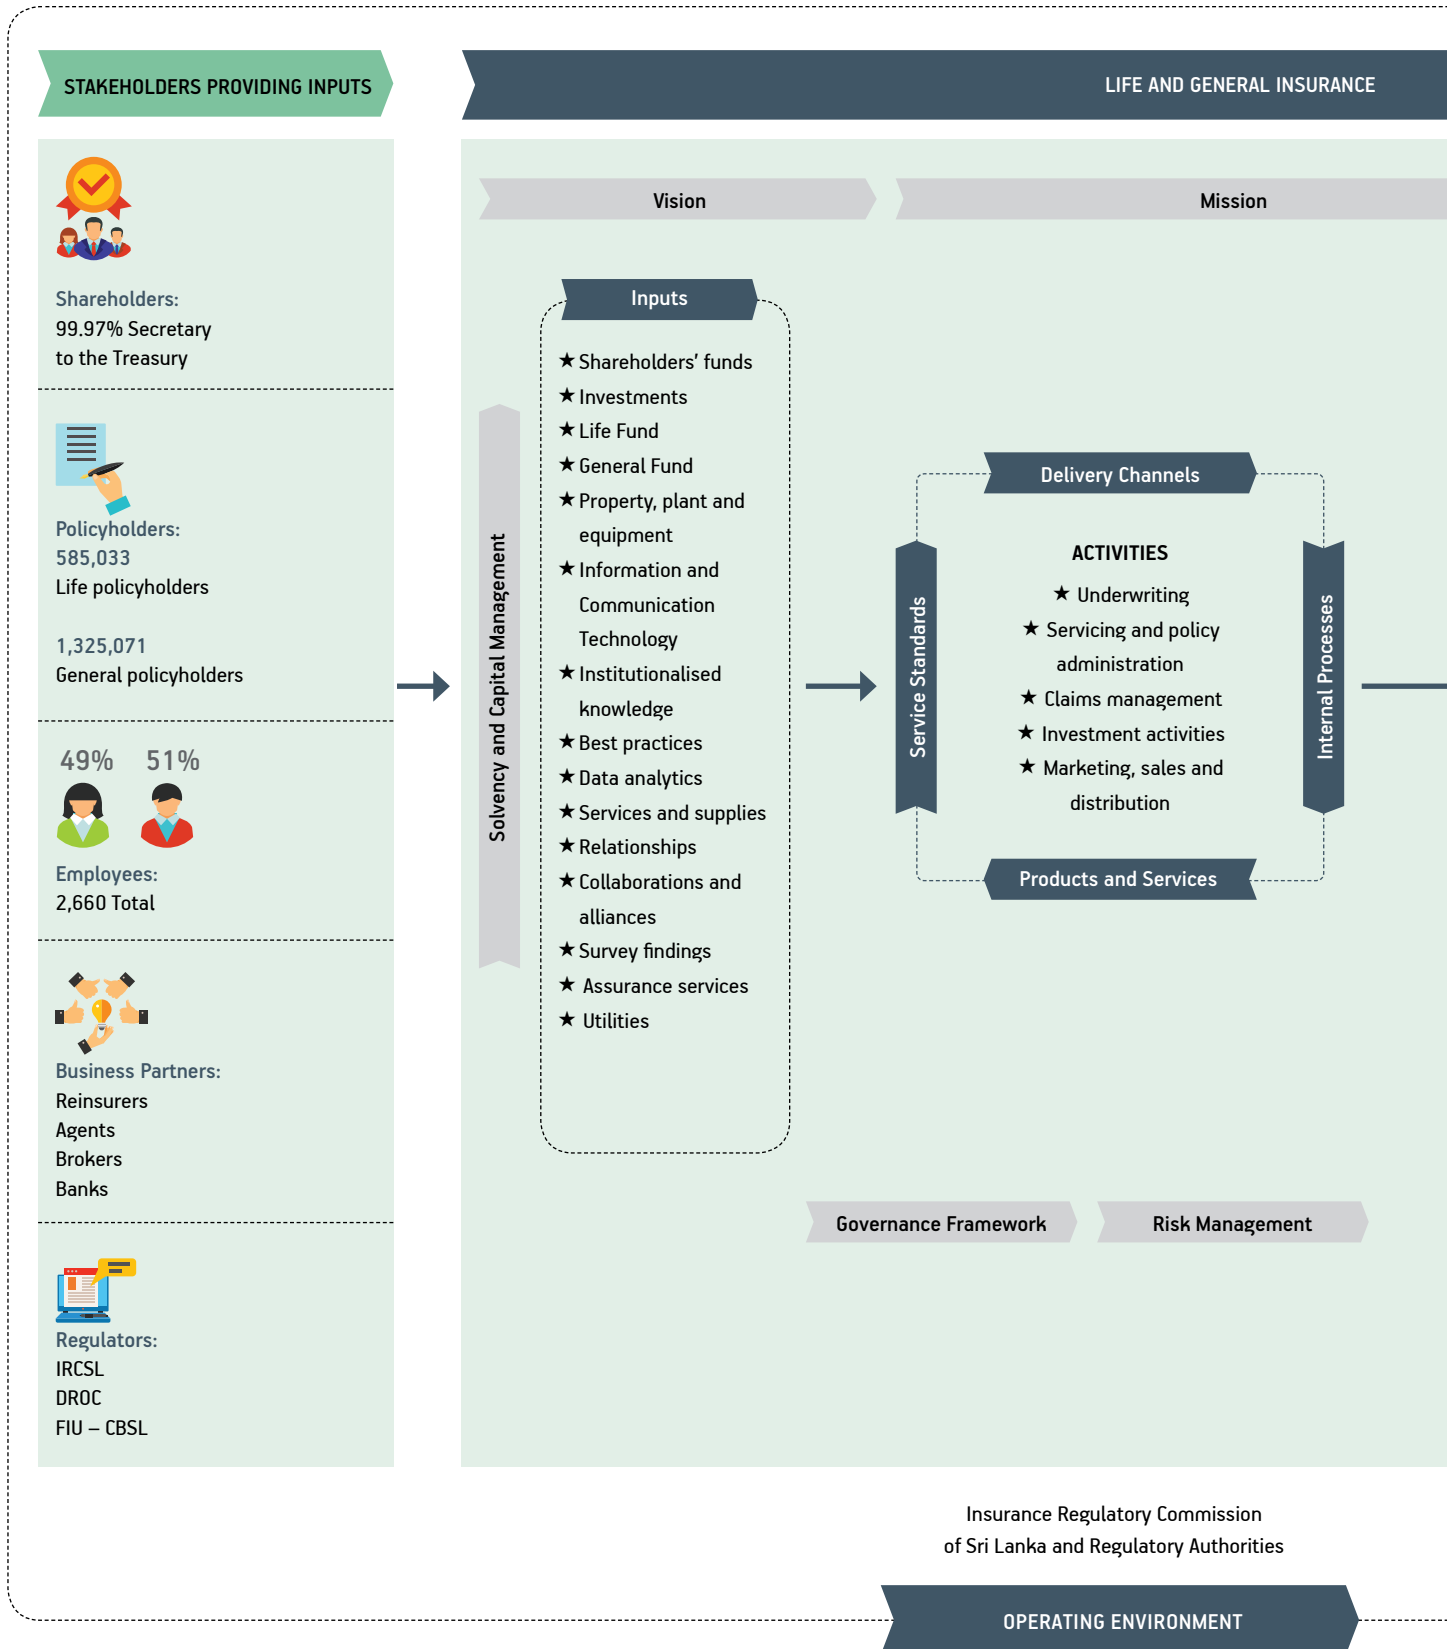 STAKEHOLDERS PROVIDING INPUTS
Shareholders:
99.97% Secretary
to the Treasury
Policyholders:
585,033
Life policyholders
1,325,071
General policyholders
49% 51%
Employees:
2,660 Total
Business Partners:
Reinsurers
Agents
Brokers
Banks
Regulators:
IRCSL
DROC
FIU – CBSL
LIFE AND GENERAL INSURANCE
Vision
Mission
Solvency and Capital Management
Inputs
★ Shareholders’ funds
★ Investments
★ Life Fund
★ General Fund
★ Property, plant and
equipment
★ Information and
Communication
Technology
★ Institutionalised
knowledge
★ Best practices
★ Data analytics
★ Services and supplies
★ Relationships
★ Collaborations and
alliances
★ Survey findings
★ Assurance services
★ Utilities
Delivery Channels
Service Standards
ACTIVITIES
★ Underwriting
★ Servicing and policy
administration
★ Claims management
★ Investment activities
★ Marketing, sales and
distribution
Internal Processes
Products and Services
Governance Framework
Risk Management
Insurance Regulatory Commission
of Sri Lanka and Regulatory Authorities
OPERATING ENVIRONMENT